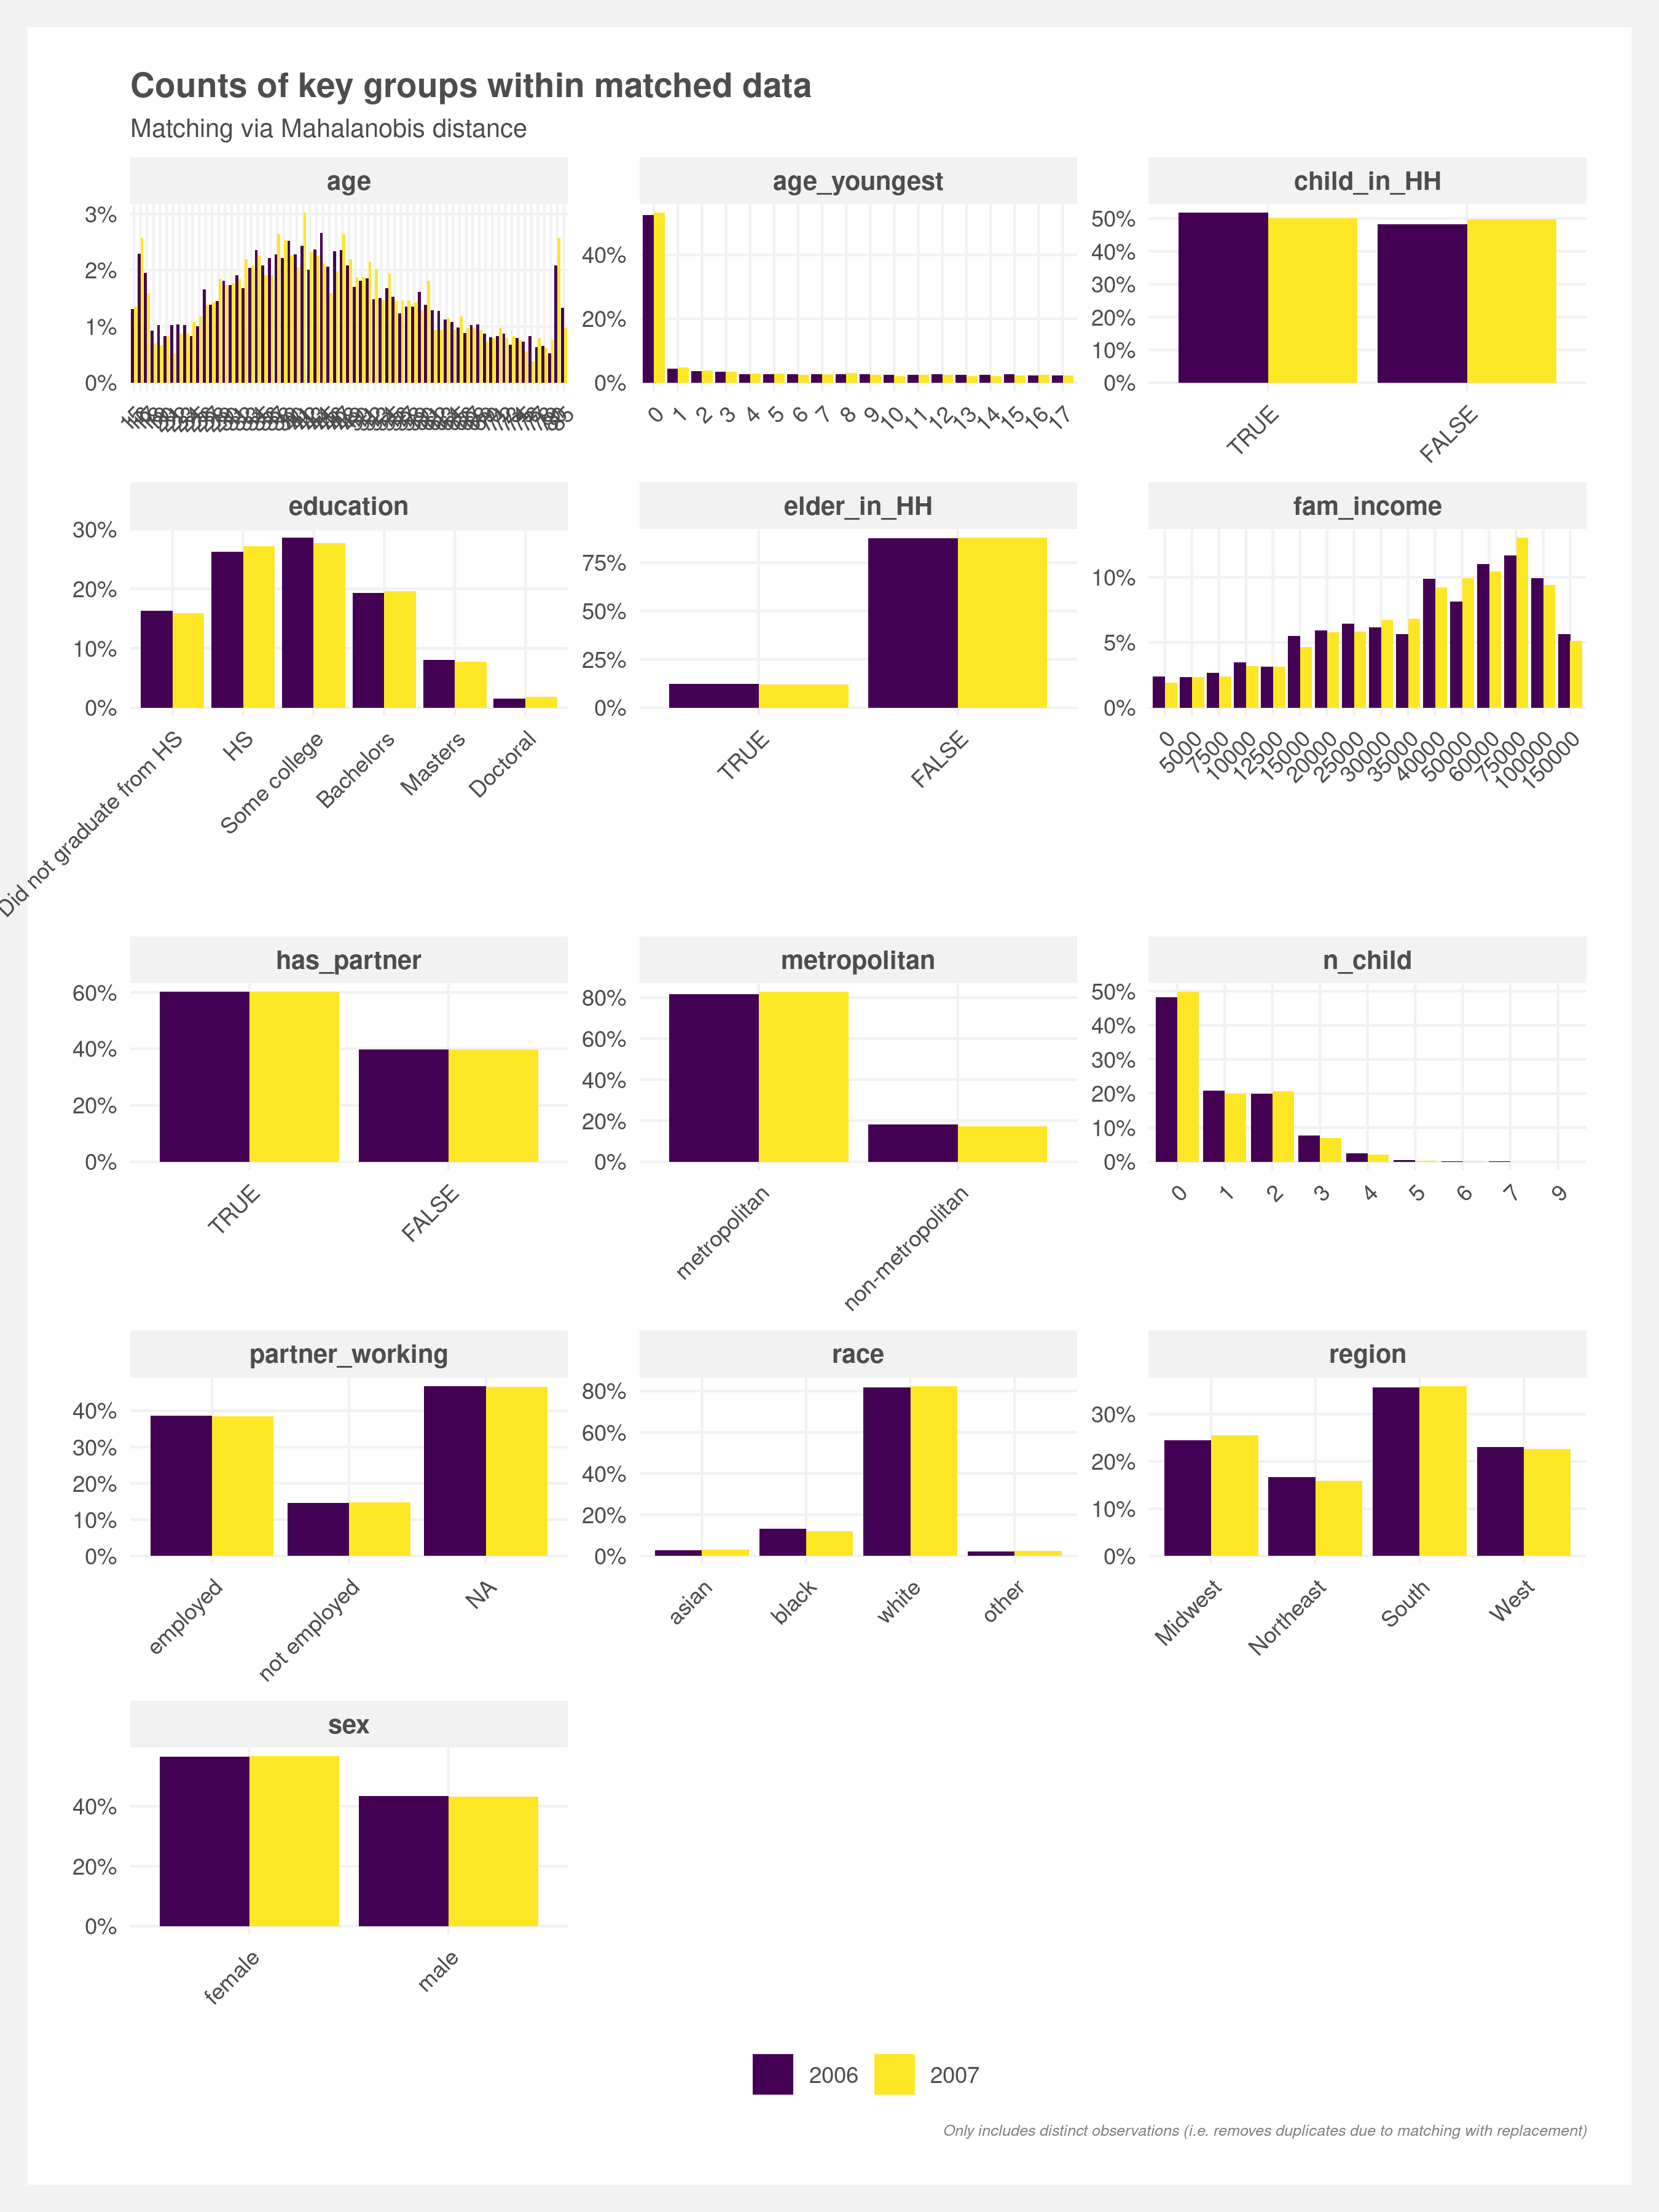 Counts of key groups within matched data
Matching via Mahalanobis distance
age
age_youngest
child_in_HH
3%
2%
1%
0%
40%
20%
0%
0 1 2 3 4 5 6 7 8 9 10 11 12 13 14 15 16 17
50%
40%
30%
20%
10%
0%
TRUE FALSE
education
elder_in_HH
fam_income
30%
20%
10%
0%
Did not graduate from HS HS Some college Bachelors Masters Doctoral
75%
50%
25%
0%
TRUE FALSE
10%
5%
0%
0 5000 7500 10000 12500 15000 20000 25000 30000 35000 40000 50000 60000 75000 100000 150000
has_partner
metropolitan
n_child
60%
40%
20%
0%
TRUE FALSE
80%
60%
40%
20%
0%
metropolitan non-metropolitan
50%
40%
30%
20%
10%
0%
0 1 2 3 4 5 6 7 9
partner_working
race
region
40%
30%
20%
10%
0%
employed not employed NA
80%
60%
40%
20%
0%
asian black white other
30%
20%
10%
0%
Midwest Northeast South West
sex
40%
20%
0%
female male
2006 2007
Only includes distinct observations (i.e. removes duplicates due to matching with replacement)